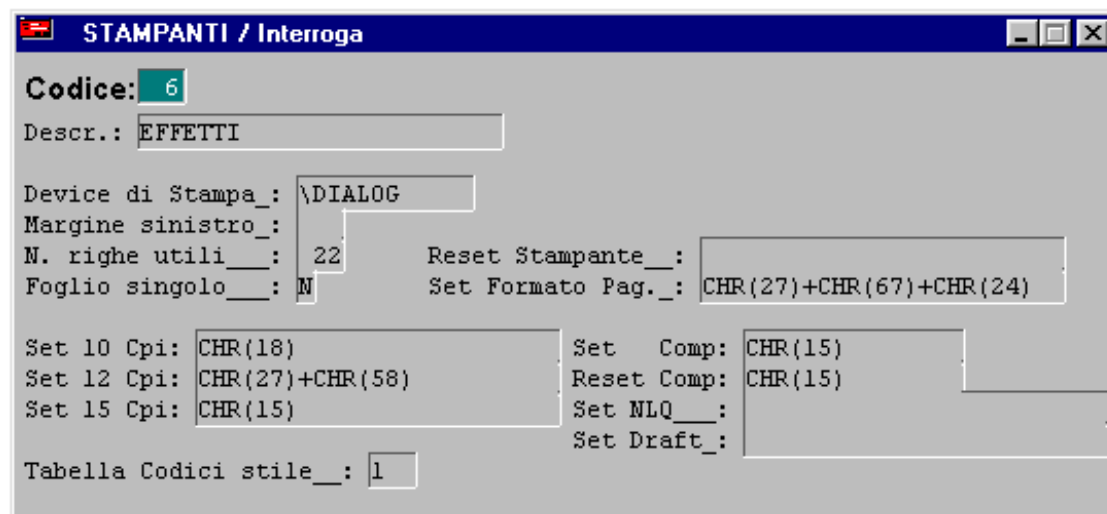 STAMPANTI / Interroga
Codice: 6
Descr.: EFFETTI
Device di Stampa_: \DIALOG
Margine sinistro_:
N. righe utili___: 22 Reset Stampante__:
Foglio singolo___: N Set Formato Pag._: CHR(27)+CHR(67)+CHR(24)
Set 10 Cpi: CHR(18) Set Comp: CHR(15)
Set 12 Cpi: CHR(27)+CHR(58) Reset Comp: CHR(15)
Set 15 Cpi: CHR(15) Set NLQ___:
Set Draft_:
Tabella Codici stile__: 1